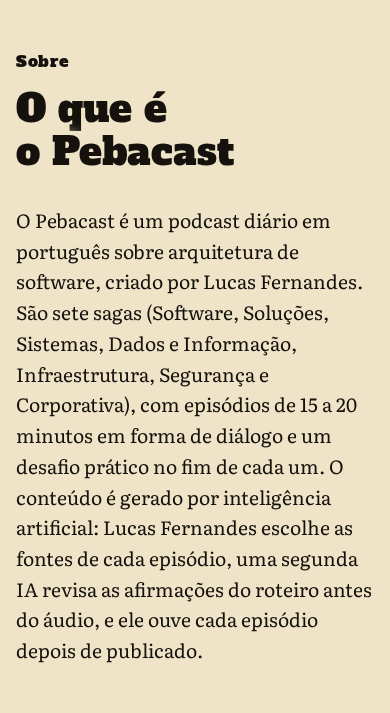 Sobre
O que é
o Pebacast
O Pebacast é um podcast diário em
português sobre arquitetura de
software, criado por Lucas Fernandes.
São sete sagas (Software, Soluções,
Sistemas, Dados e Informação,
Infraestrutura, Segurança e
Corporativa), com episódios de 15 a 20
minutos em forma de diálogo e um
desafio prático no fim de cada um. O
conteúdo é gerado por inteligência
artificial: Lucas Fernandes escolhe as
fontes de cada episódio, uma segunda
IA revisa as afirmações do roteiro antes
do áudio, e ele ouve cada episódio
depois de publicado.